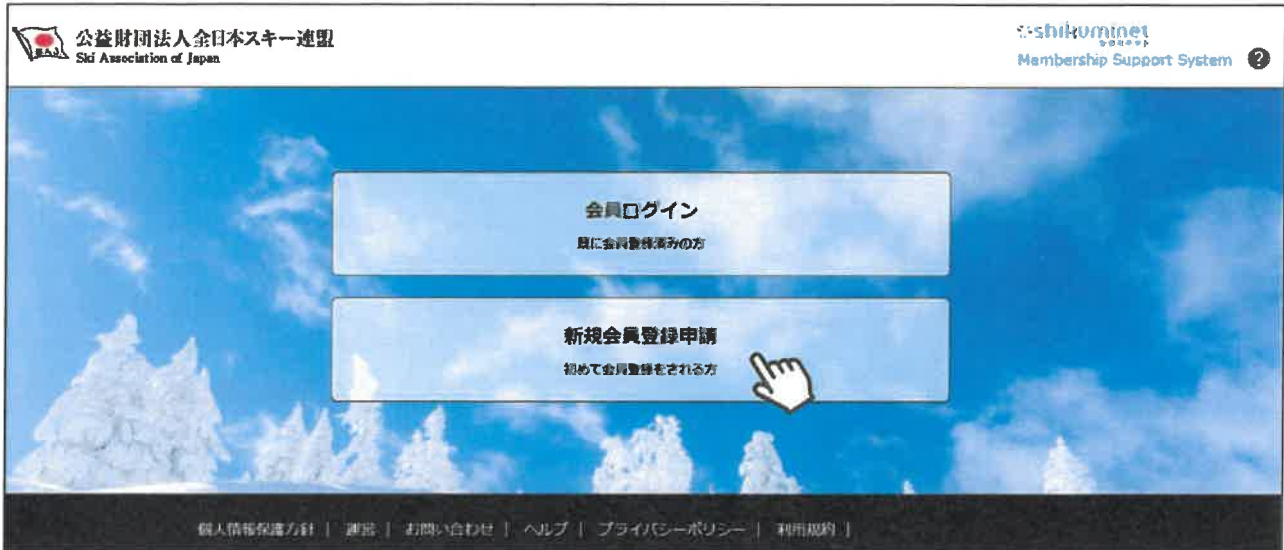 公益財団法人全日本スキー連盟
Ski Association of Japan
shikuminet
Membership Support System ?
会員ログイン
既に会員登録済みの方
新規会員登録申請
初めて会員登録をされる方
個人情報保護方針 | 運営 | お問い合わせ | ヘルプ | プライバシーポリシー | 利用規約 |